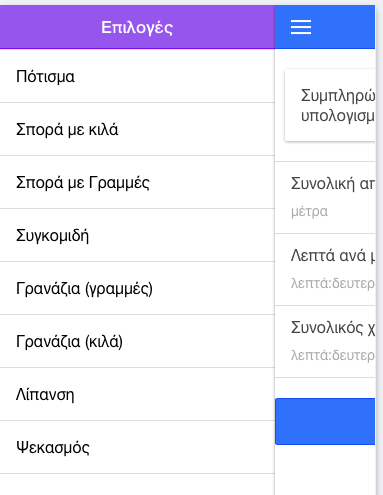 Επιλογές
Πότισμα
Σπορά με κιλά
Σπορά με Γραμμές
Συγκομιδή
Γρανάζια (γραμμές)
Γρανάζια (κιλά)
Λίπανση
Ψεκασμός
Συμπληρώ
υπολογισμ
Συνολική απ
μέτρα
Λεπτά ανά μ
λεπτά:δευτερ
Συνολικός χ
λεπτά:δευτερ